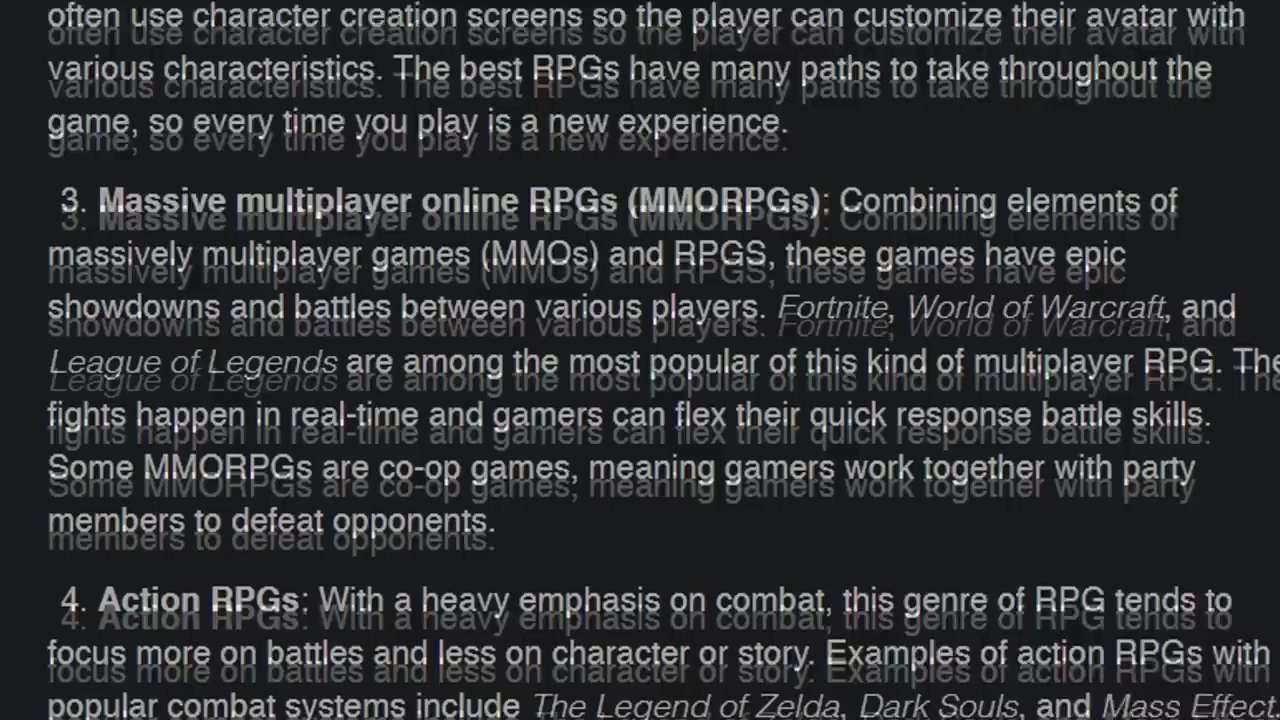 often use character creation screens so the player can customize their avatar with
various characteristics. The best RPGs have many paths to take throughout the
game, so every time you play is a new experience.
3. Massive multiplayer online RPGs (MMORPGs): Combining elements of
massively multiplayer games (MMOs) and RPGS, these games have epic
showdowns and battles between various players. Fortnite, World of Warcraft, and
League of Legends are among the most popular of this kind of multiplayer RPG. The
fights happen in real-time and gamers can flex their quick response battle skills.
Some MMORPGs are co-op games, meaning gamers work together with party
members to defeat opponents.
4. Action RPGs: With a heavy emphasis on combat, this genre of RPG tends to
focus more on battles and less on character or story. Examples of action RPGs with
popular combat systems include The Legend of Zelda, Dark Souls, and Mass Effect